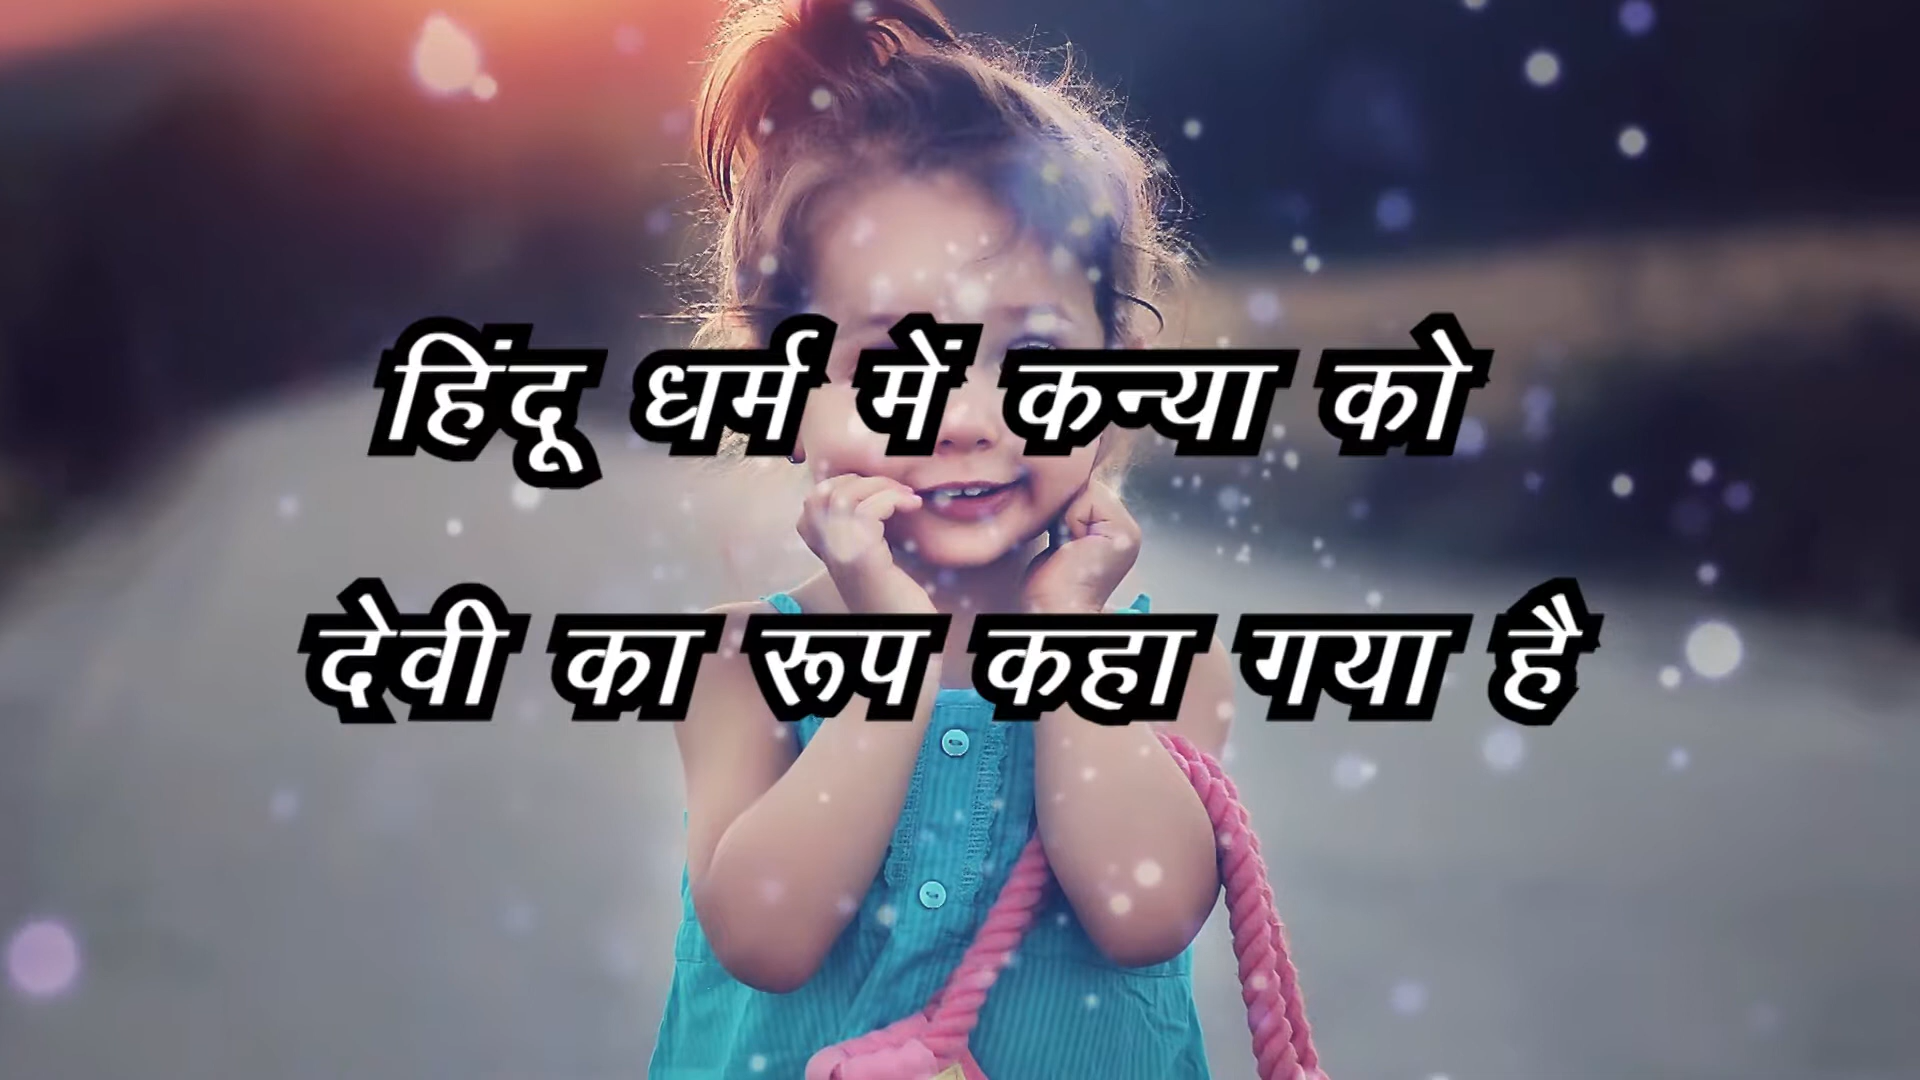 हिंदू धर्म में कन्या को
देवी का रूप कहा गया है